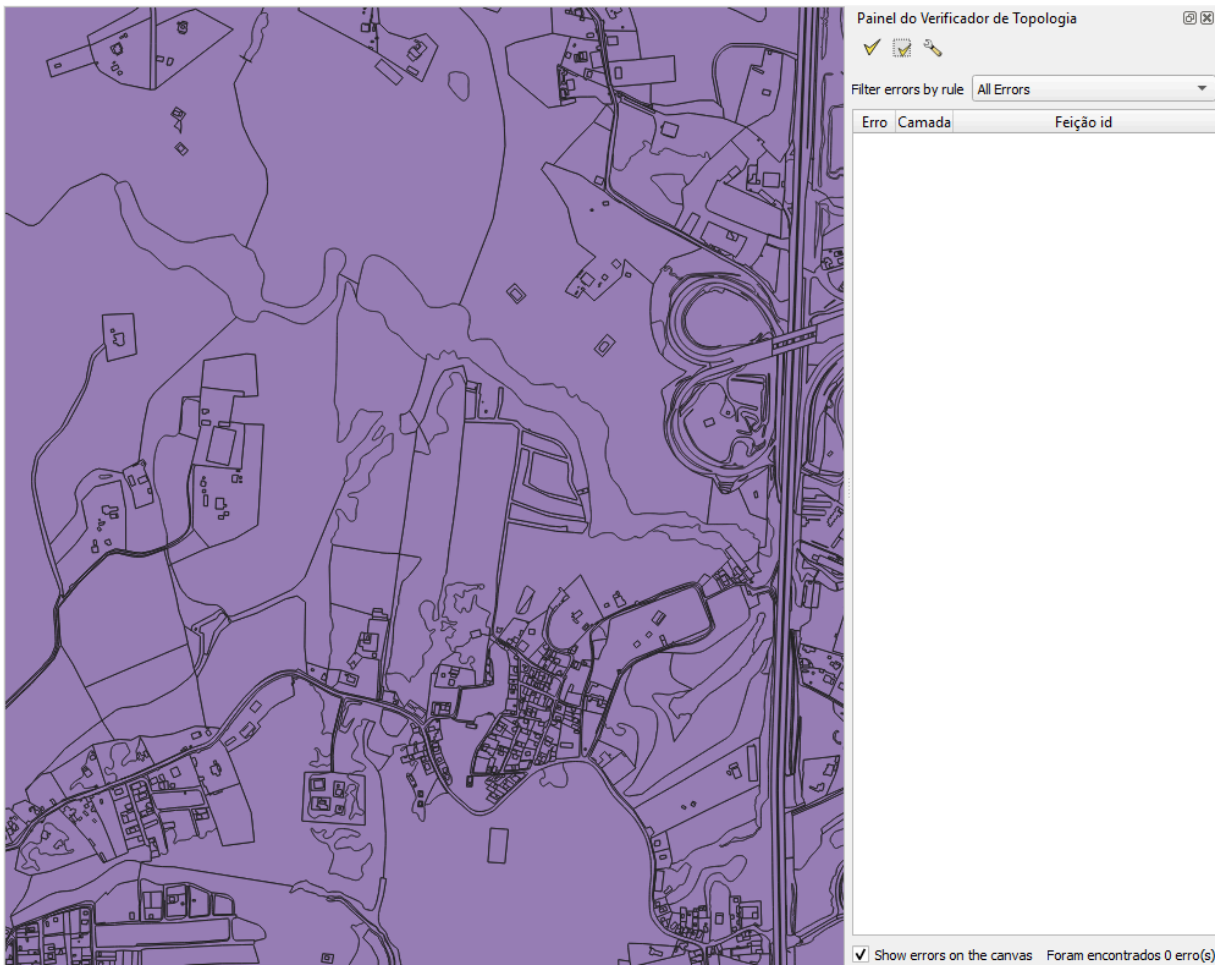 Painel do Verificador de Topologia
Filter errors by rule All Errors
Erro Camada Feição id
Show errors on the canvas Foram encontrados 0 erro(s)